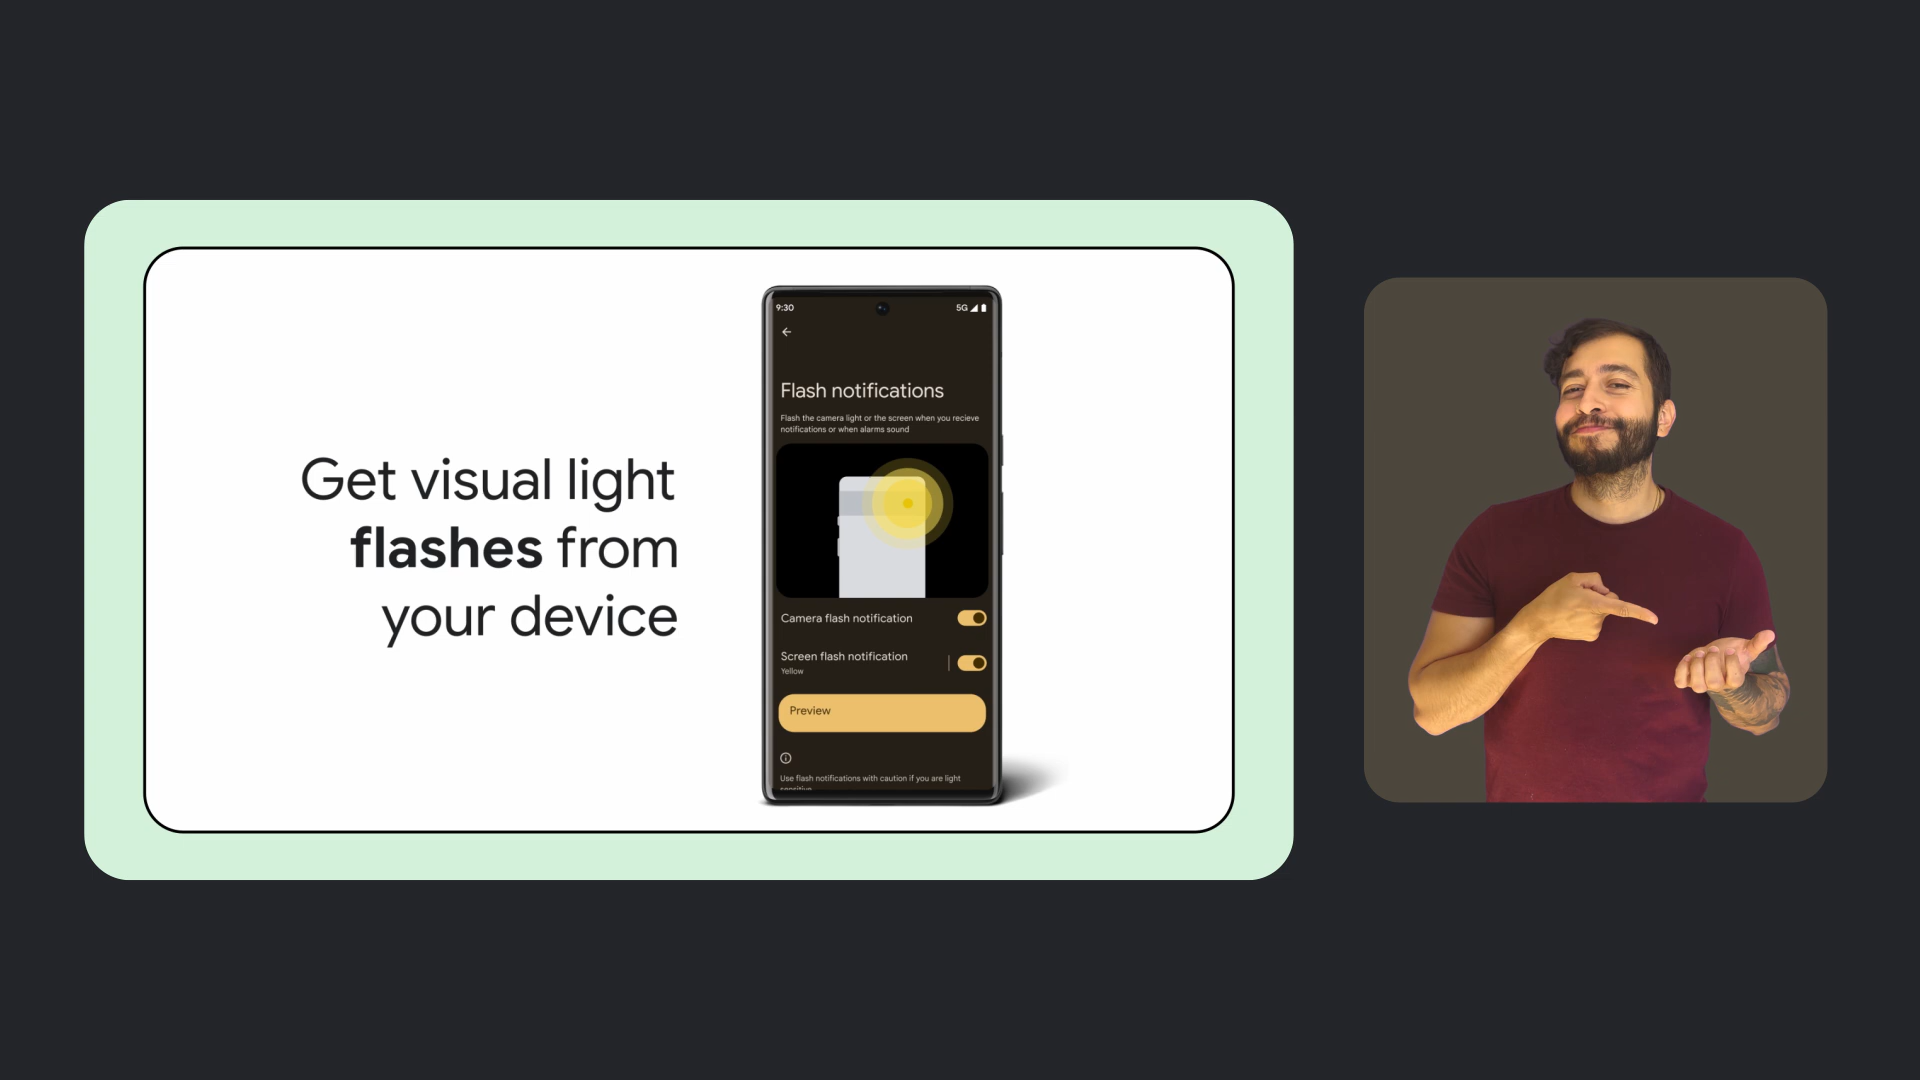 Get visual light
flashes from
your device
9:30
5G
Flash notifications
Flash the camera light or the screen when you recieve
notifications or when alarms sound
Camera flash notification
Screen flash notification
Yellow
Preview
Use flash notifications with caution if you are light
sensitive